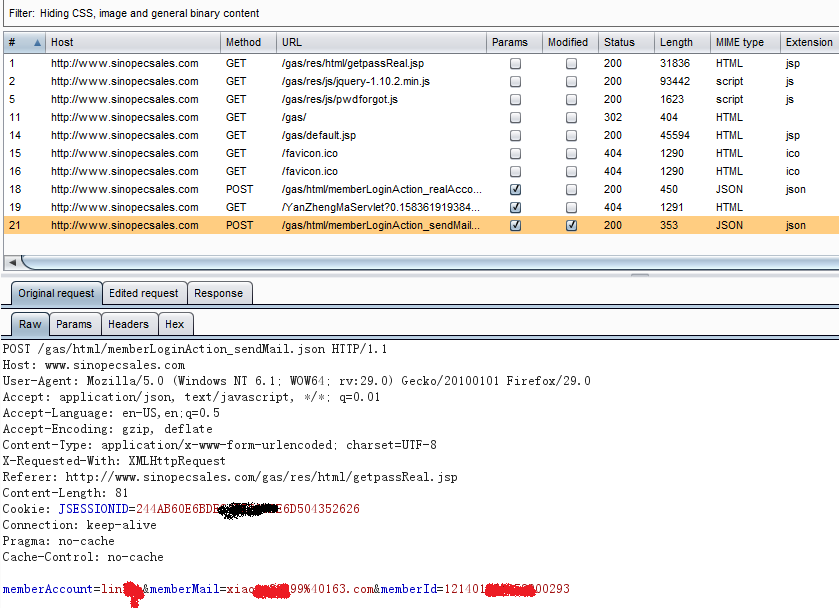 Filter: Hiding CSS, image and general binary content
# Host Method URL Params Modified Status Length MIME type Extension
1 http://www.sinopecsales.com GET /gas/res/html/getpassReal.jsp 200 31836 HTML jsp
2 http://www.sinopecsales.com GET /gas/res/js/jquery-1.10.2.min.js 200 93442 script js
5 http://www.sinopecsales.com GET /gas/res/js/pwdforgot.js 200 1623 script js
11 http://www.sinopecsales.com GET /gas/ 302 404 HTML
14 http://www.sinopecsales.com GET /gas/default.jsp 200 45594 HTML jsp
15 http://www.sinopecsales.com GET /favicon.ico 404 1290 HTML ico
16 http://www.sinopecsales.com GET /favicon.ico 404 1290 HTML ico
18 http://www.sinopecsales.com POST /gas/html/memberLoginAction_realAcco... 200 450 JSON json
19 http://www.sinopecsales.com GET /YanZhengMaServlet?0.158361919384... 404 1291 HTML
21 http://www.sinopecsales.com POST /gas/html/memberLoginAction_sendMail... 200 353 JSON json
Original request Edited request Response
Raw Params Headers Hex
POST /gas/html/memberLoginAction_sendMail.json HTTP/1.1
Host: www.sinopecsales.com
User-Agent: Mozilla/5.0 (Windows NT 6.1; WOW64; rv:29.0) Gecko/20100101 Firefox/29.0
Accept: application/json, text/javascript, */*; q=0.01
Accept-Language: en-US,en;q=0.5
Accept-Encoding: gzip, deflate
Content-Type: application/x-www-form-urlencoded; charset=UTF-8
X-Requested-With: XMLHttpRequest
Referer: http://www.sinopecsales.com/gas/res/html/getpassReal.jsp
Content-Length: 81
Cookie: JSESSIONID=244AB60E6BDE E6D504352626
Connection: keep-alive
Pragma: no-cache
Cache-Control: no-cache
memberAccount=lin &memberMail=xiao 99%40163.com&memberId=121401 00293